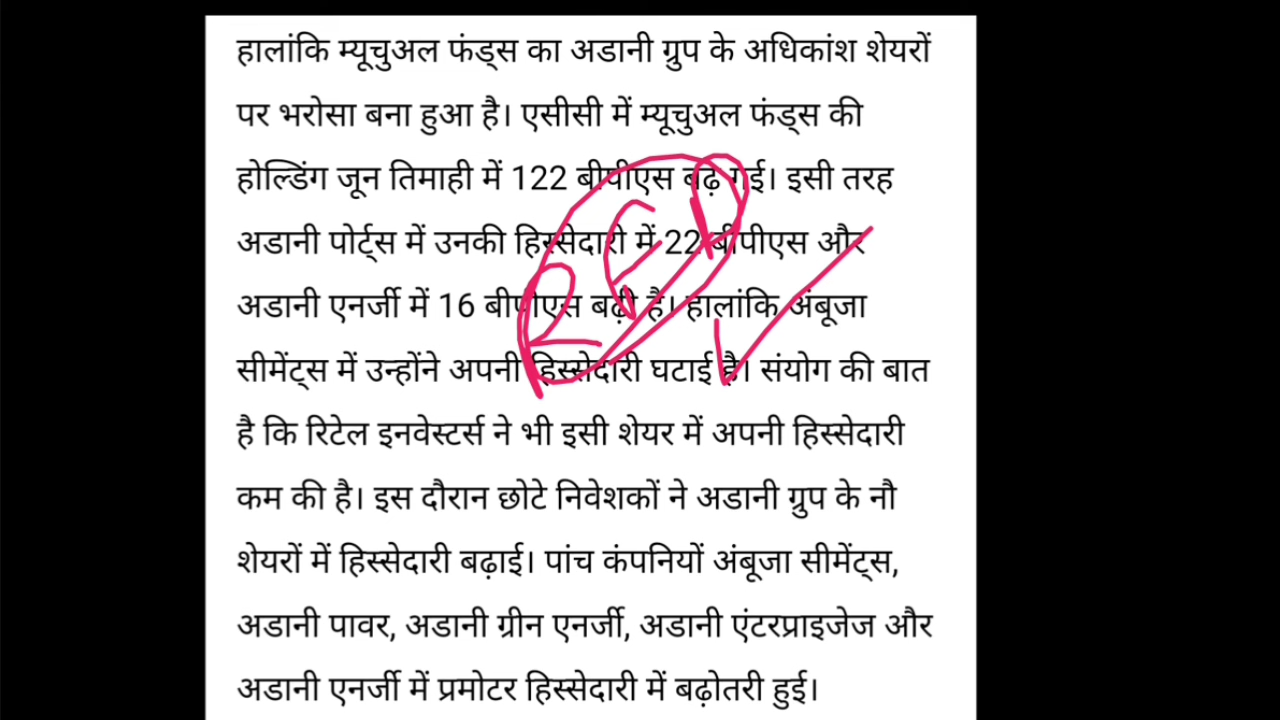 हालांकि म्यूचुअल फंड्स का अडानी ग्रुप के अधिकांश शेयरों
पर भरोसा बना हुआ है। एसीसी में म्यूचुअल फंड्स की
होल्डिंग जून तिमाही में 122 बीपीएस बढ़ गई। इसी तरह
अडानी पोर्ट्स में उनकी हिस्सेदारी में 22 बीपीएस और
अडानी एनर्जी में 16 बीपीएस बढ़ी है। हालांकि अंबूजा
सीमेंट्स में उन्होंने अपनी हिस्सेदारी घटाई है। संयोग की बात
है कि रिटेल इनवेस्टर्स ने भी इसी शेयर में अपनी हिस्सेदारी
कम की है। इस दौरान छोटे निवेशकों ने अडानी ग्रुप के नौ
शेयरों में हिस्सेदारी बढ़ाई। पांच कंपनियों अंबूजा सीमेंट्स,
अडानी पावर, अडानी ग्रीन एनर्जी, अडानी एंटरप्राइजेज और
अडानी एनर्जी में प्रमोटर हिस्सेदारी में बढ़ोतरी हुई।